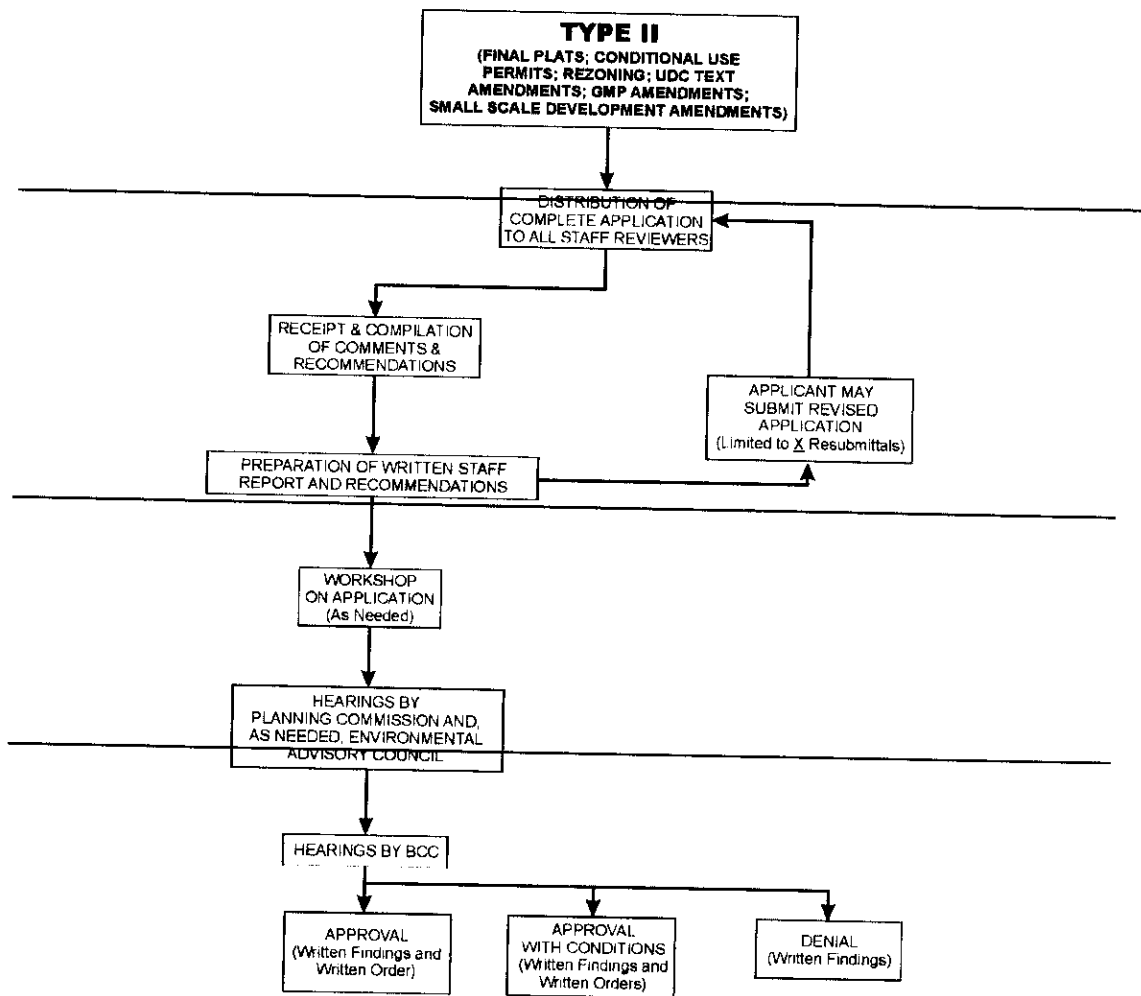 TYPE II
(FINAL PLATS; CONDITIONAL USE
PERMITS; REZONING; UDC TEXT
AMENDMENTS; GMP AMENDMENTS;
SMALL SCALE DEVELOPMENT AMENDMENTS)
DISTRIBUTION OF
COMPLETE APPLICATION
TO ALL STAFF REVIEWERS
RECEIPT & COMPILATION
OF COMMENTS &
RECOMMENDATIONS
APPLICANT MAY
SUBMIT REVISED
APPLICATION
(Limited to X Resubmittals)
PREPARATION OF WRITTEN STAFF
REPORT AND RECOMMENDATIONS
WORKSHOP
ON APPLICATION
(As Needed)
HEARINGS BY
PLANNING COMMISSION AND,
AS NEEDED, ENVIRONMENTAL
ADVISORY COUNCIL
HEARINGS BY BCC
APPROVAL
(Written Findings and
Written Order)
APPROVAL
WITH CONDITIONS
(Written Findings and
Written Orders)
DENIAL
(Written Findings)